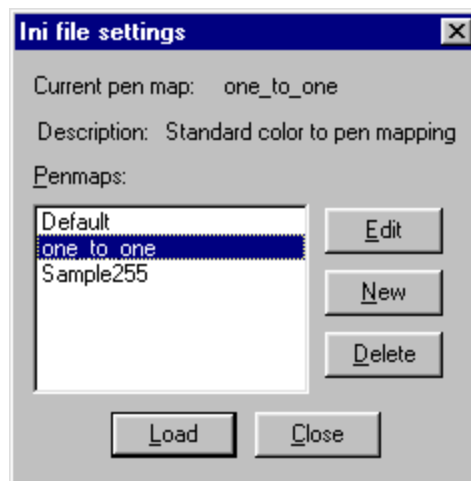 Ini file settings
Current pen map: one_to_one
Description: Standard color to pen mapping
Penmaps:
Default
one_to_one
Sample255
Edit
New
Delete
Load
Close